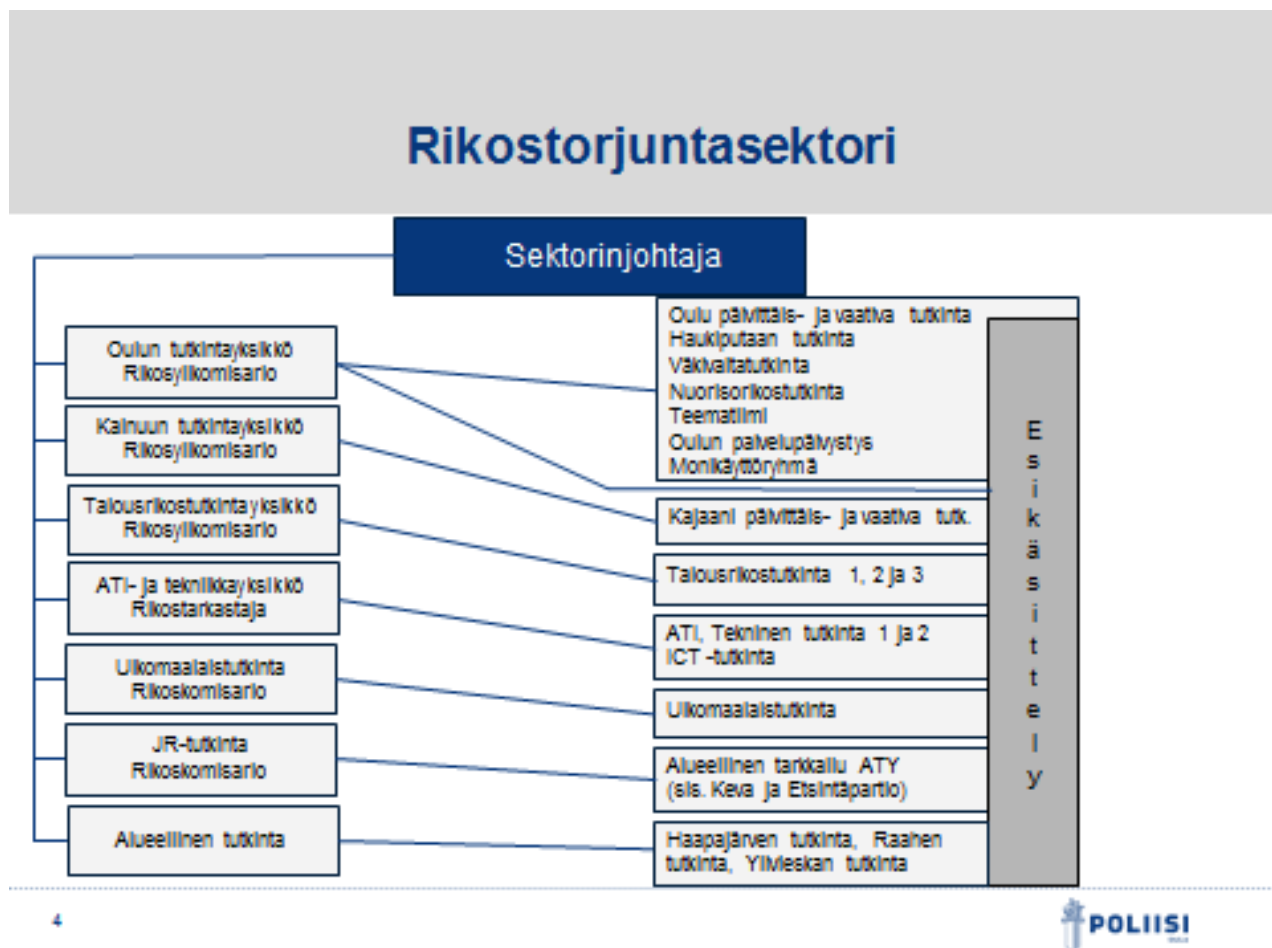 Rikostorjuntasektori
Sektorinjohtaja
Oulun tutkintayksikkö
Rikosylikomisario
Kainuun tutkintayksikkö
Rikosylikomisario
Talousrikostutkintayksikkö
Rikosylikomisario
ATI- ja tekniikkayksikkö
Rikostarkastaja
Ulkomaalaistutkinta
Rikoskomisario
JR-tutkinta
Rikoskomisario
Alueellinen tutkinta
Oulu päivittäis- ja vaativa tutkinta
Haukiputaan tutkinta
Väkivaltatutkinta
Nuorisorikostutkinta
Teematiimi
Oulun palvelupäivystys
Monikäyttöryhmä
Kajaani päivittäis- ja vaativa tutk.
Talousrikostutkinta 1, 2 ja 3
ATI, Tekninen tutkinta 1 ja 2
ICT -tutkinta
Ulkomaalaistutkinta
Alueellinen tarkkailu ATY
(sis. Keva ja Etsintäpartio)
Haapajärven tutkinta, Raahen
tutkinta, Ylivieskan tutkinta
Esikäsittely
4
POLIISI